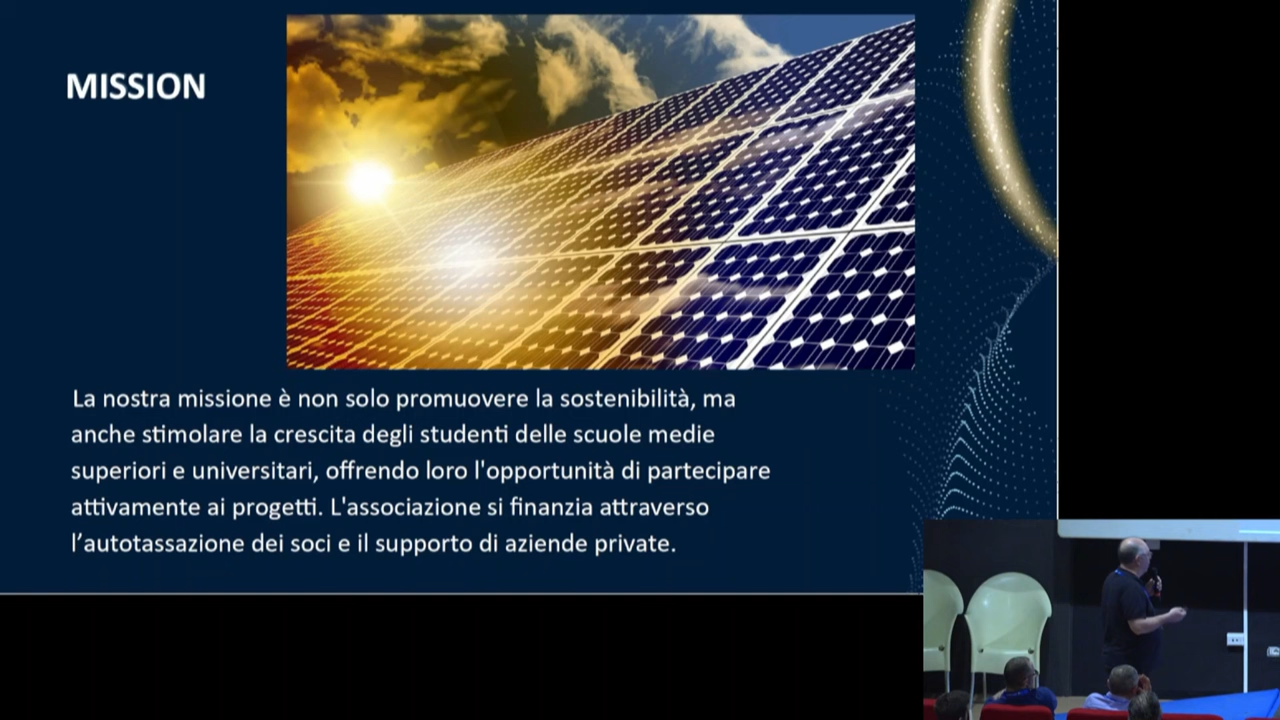 MISSION
La nostra missione è non solo promuovere la sostenibilità, ma
anche stimolare la crescita degli studenti delle scuole medie
superiori e universitari, offrendo loro l'opportunità di partecipare
attivamente ai progetti. L'associazione si finanzia attraverso
l’autotassazione dei soci e il supporto di aziende private.